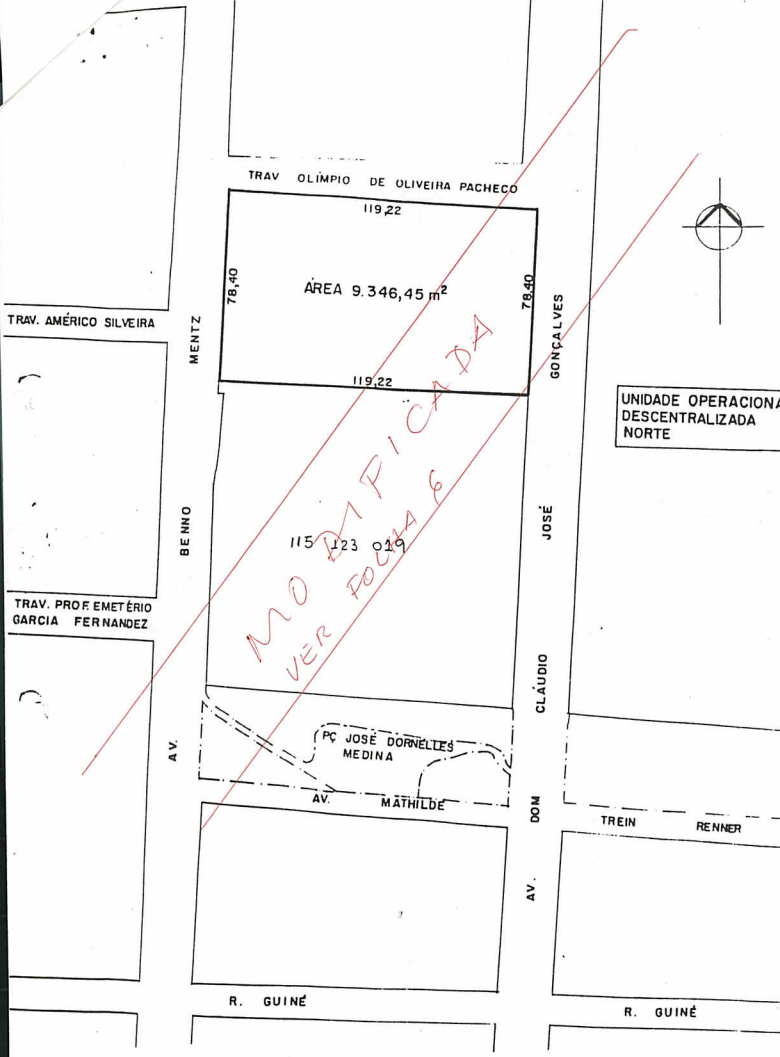 TRAV OLÍMPIO DE OLIVEIRA PACHECO
119,22
78,40
ÁREA 9.346,45 m²
78,40
TRAV. AMÉRICO SILVEIRA
119,22
UNIDADE OPERACIONA
DESCENTRALIZADA
NORTE
MODIFICADA
VER FOLHA 6
115 123 019
TRAV. PROF. EMETÉRIO
GARCIA FERNANDEZ
AV. BENNO MENTZ
AV. DOM CLÁUDIO JOSÉ GONÇALVES
PÇ JOSÉ DORNELLES
MEDINA
AV. MATHILDE TREIN RENNER
R. GUINÉ
R. GUINÉ